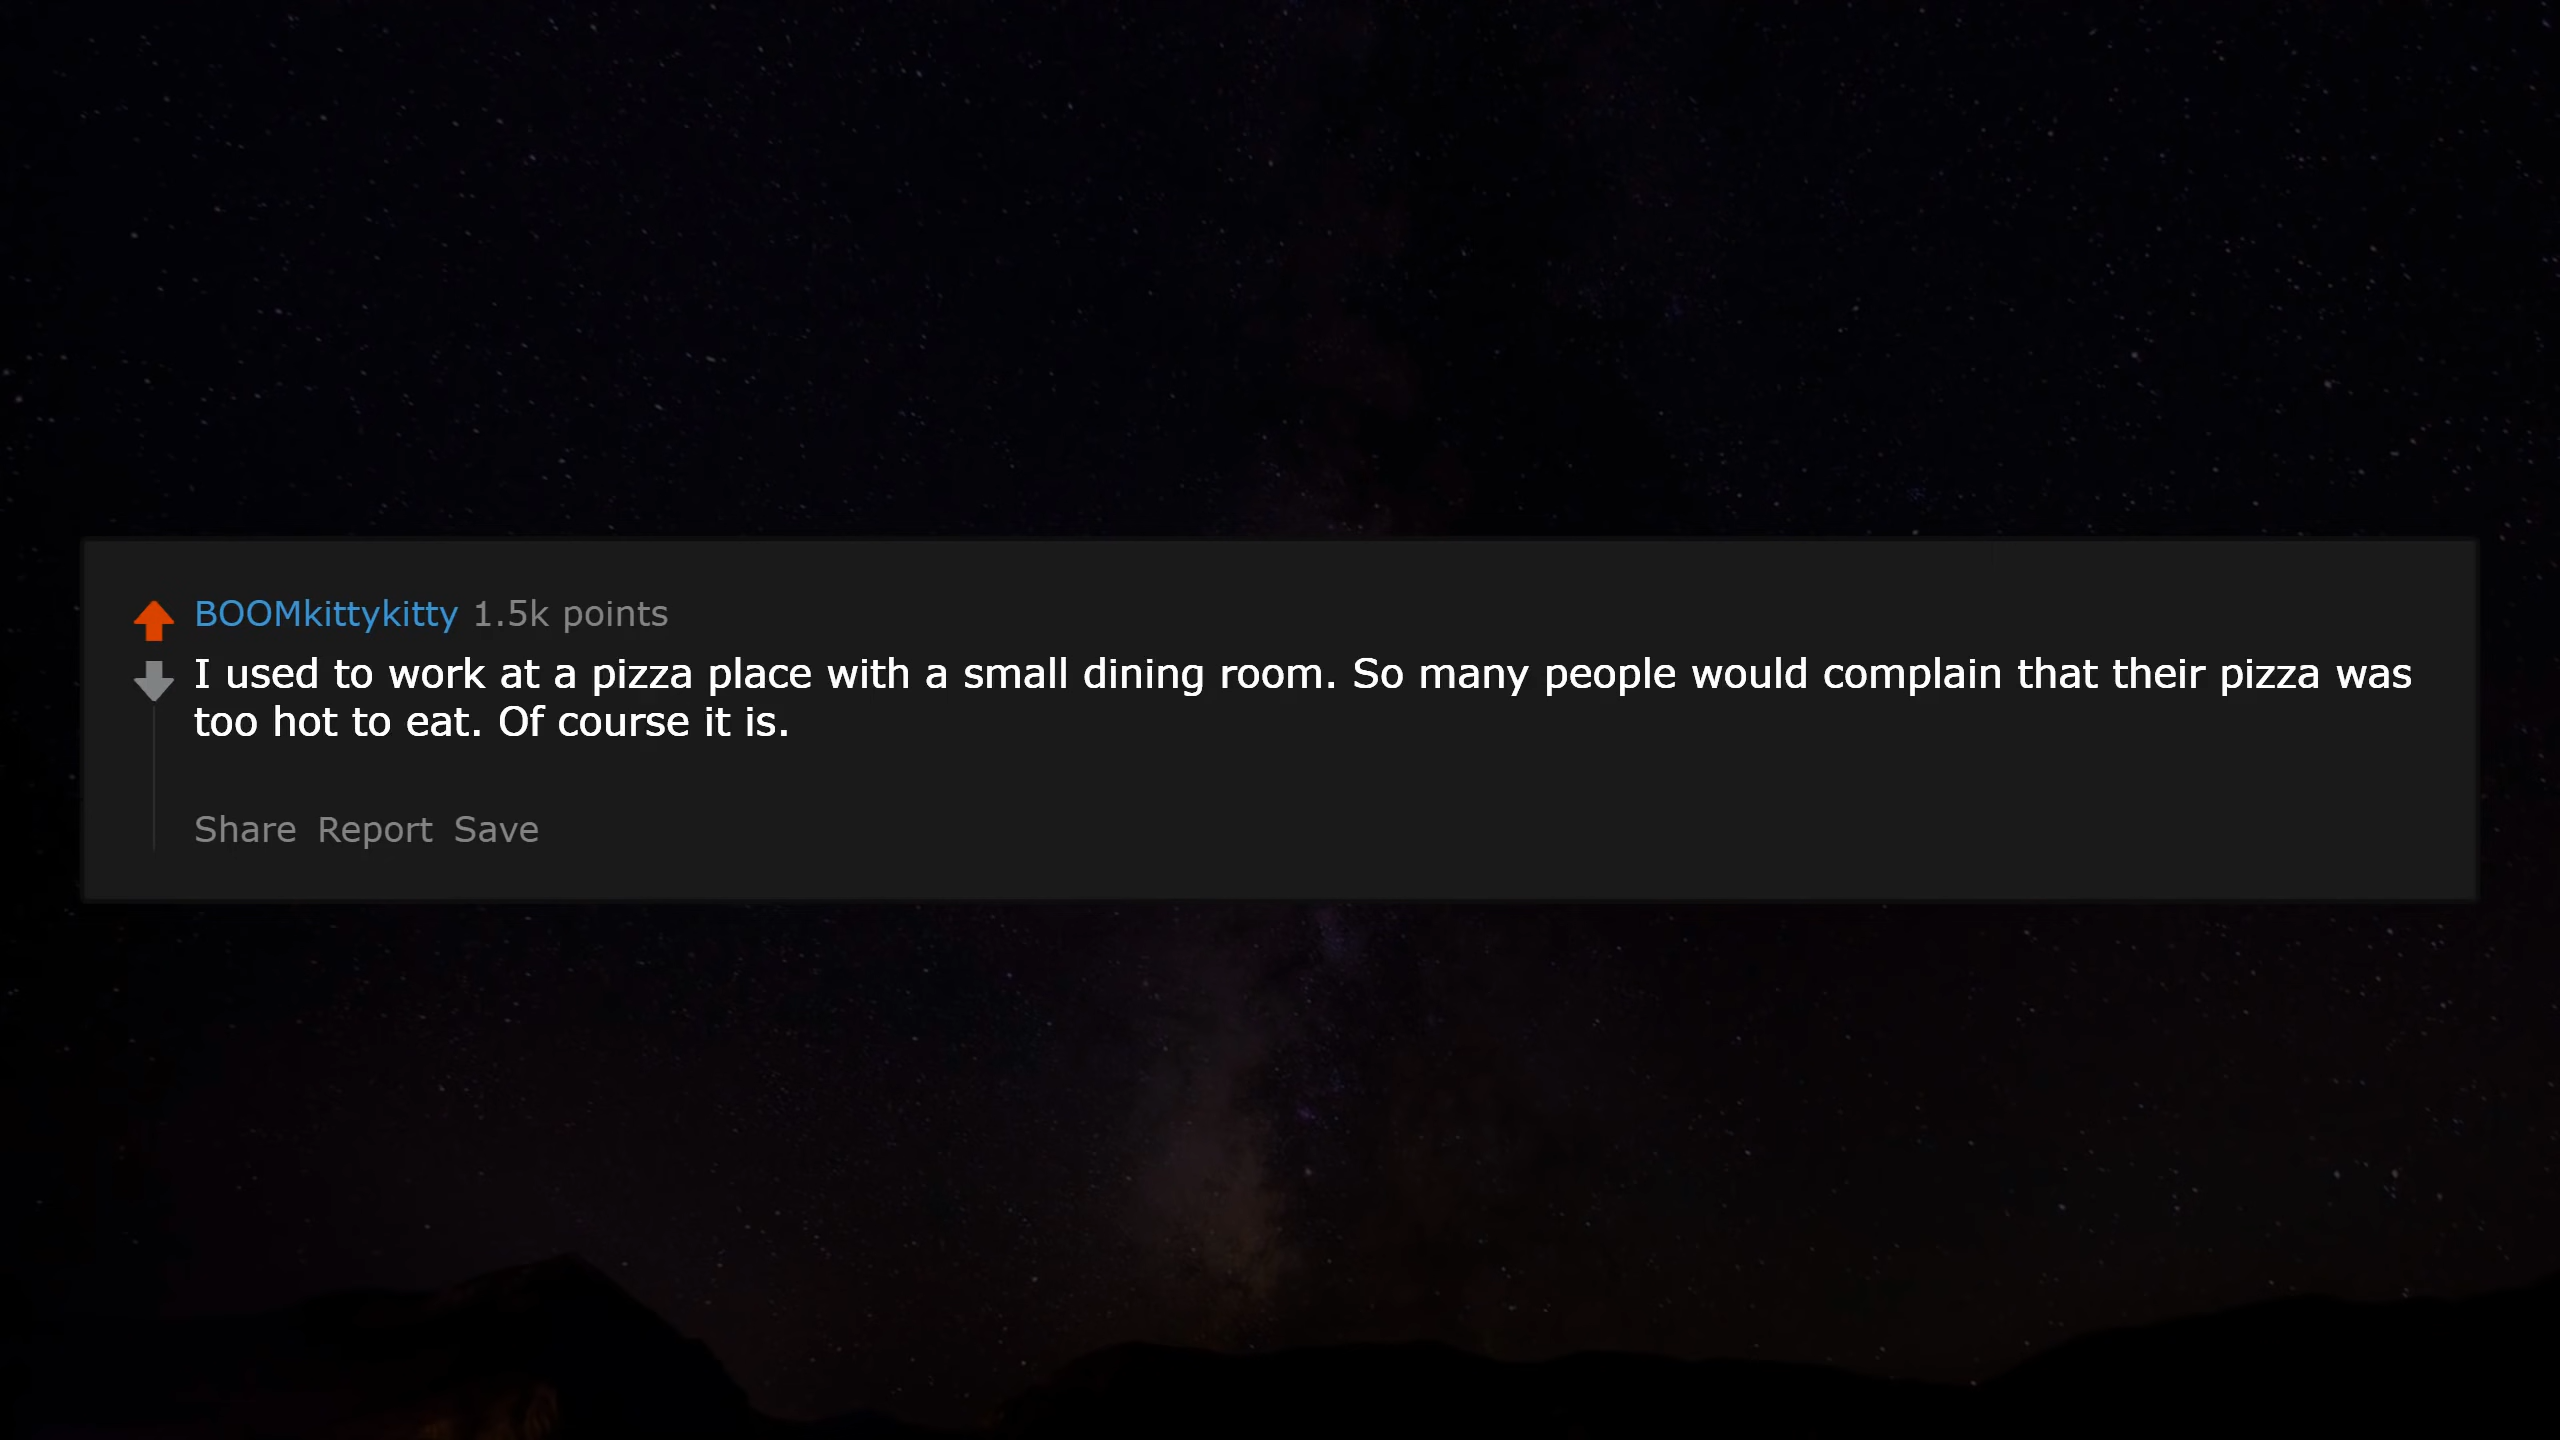 BOOMkittykitty 1.5k points
I used to work at a pizza place with a small dining room. So many people would complain that their pizza was
too hot to eat. Of course it is.
Share Report Save